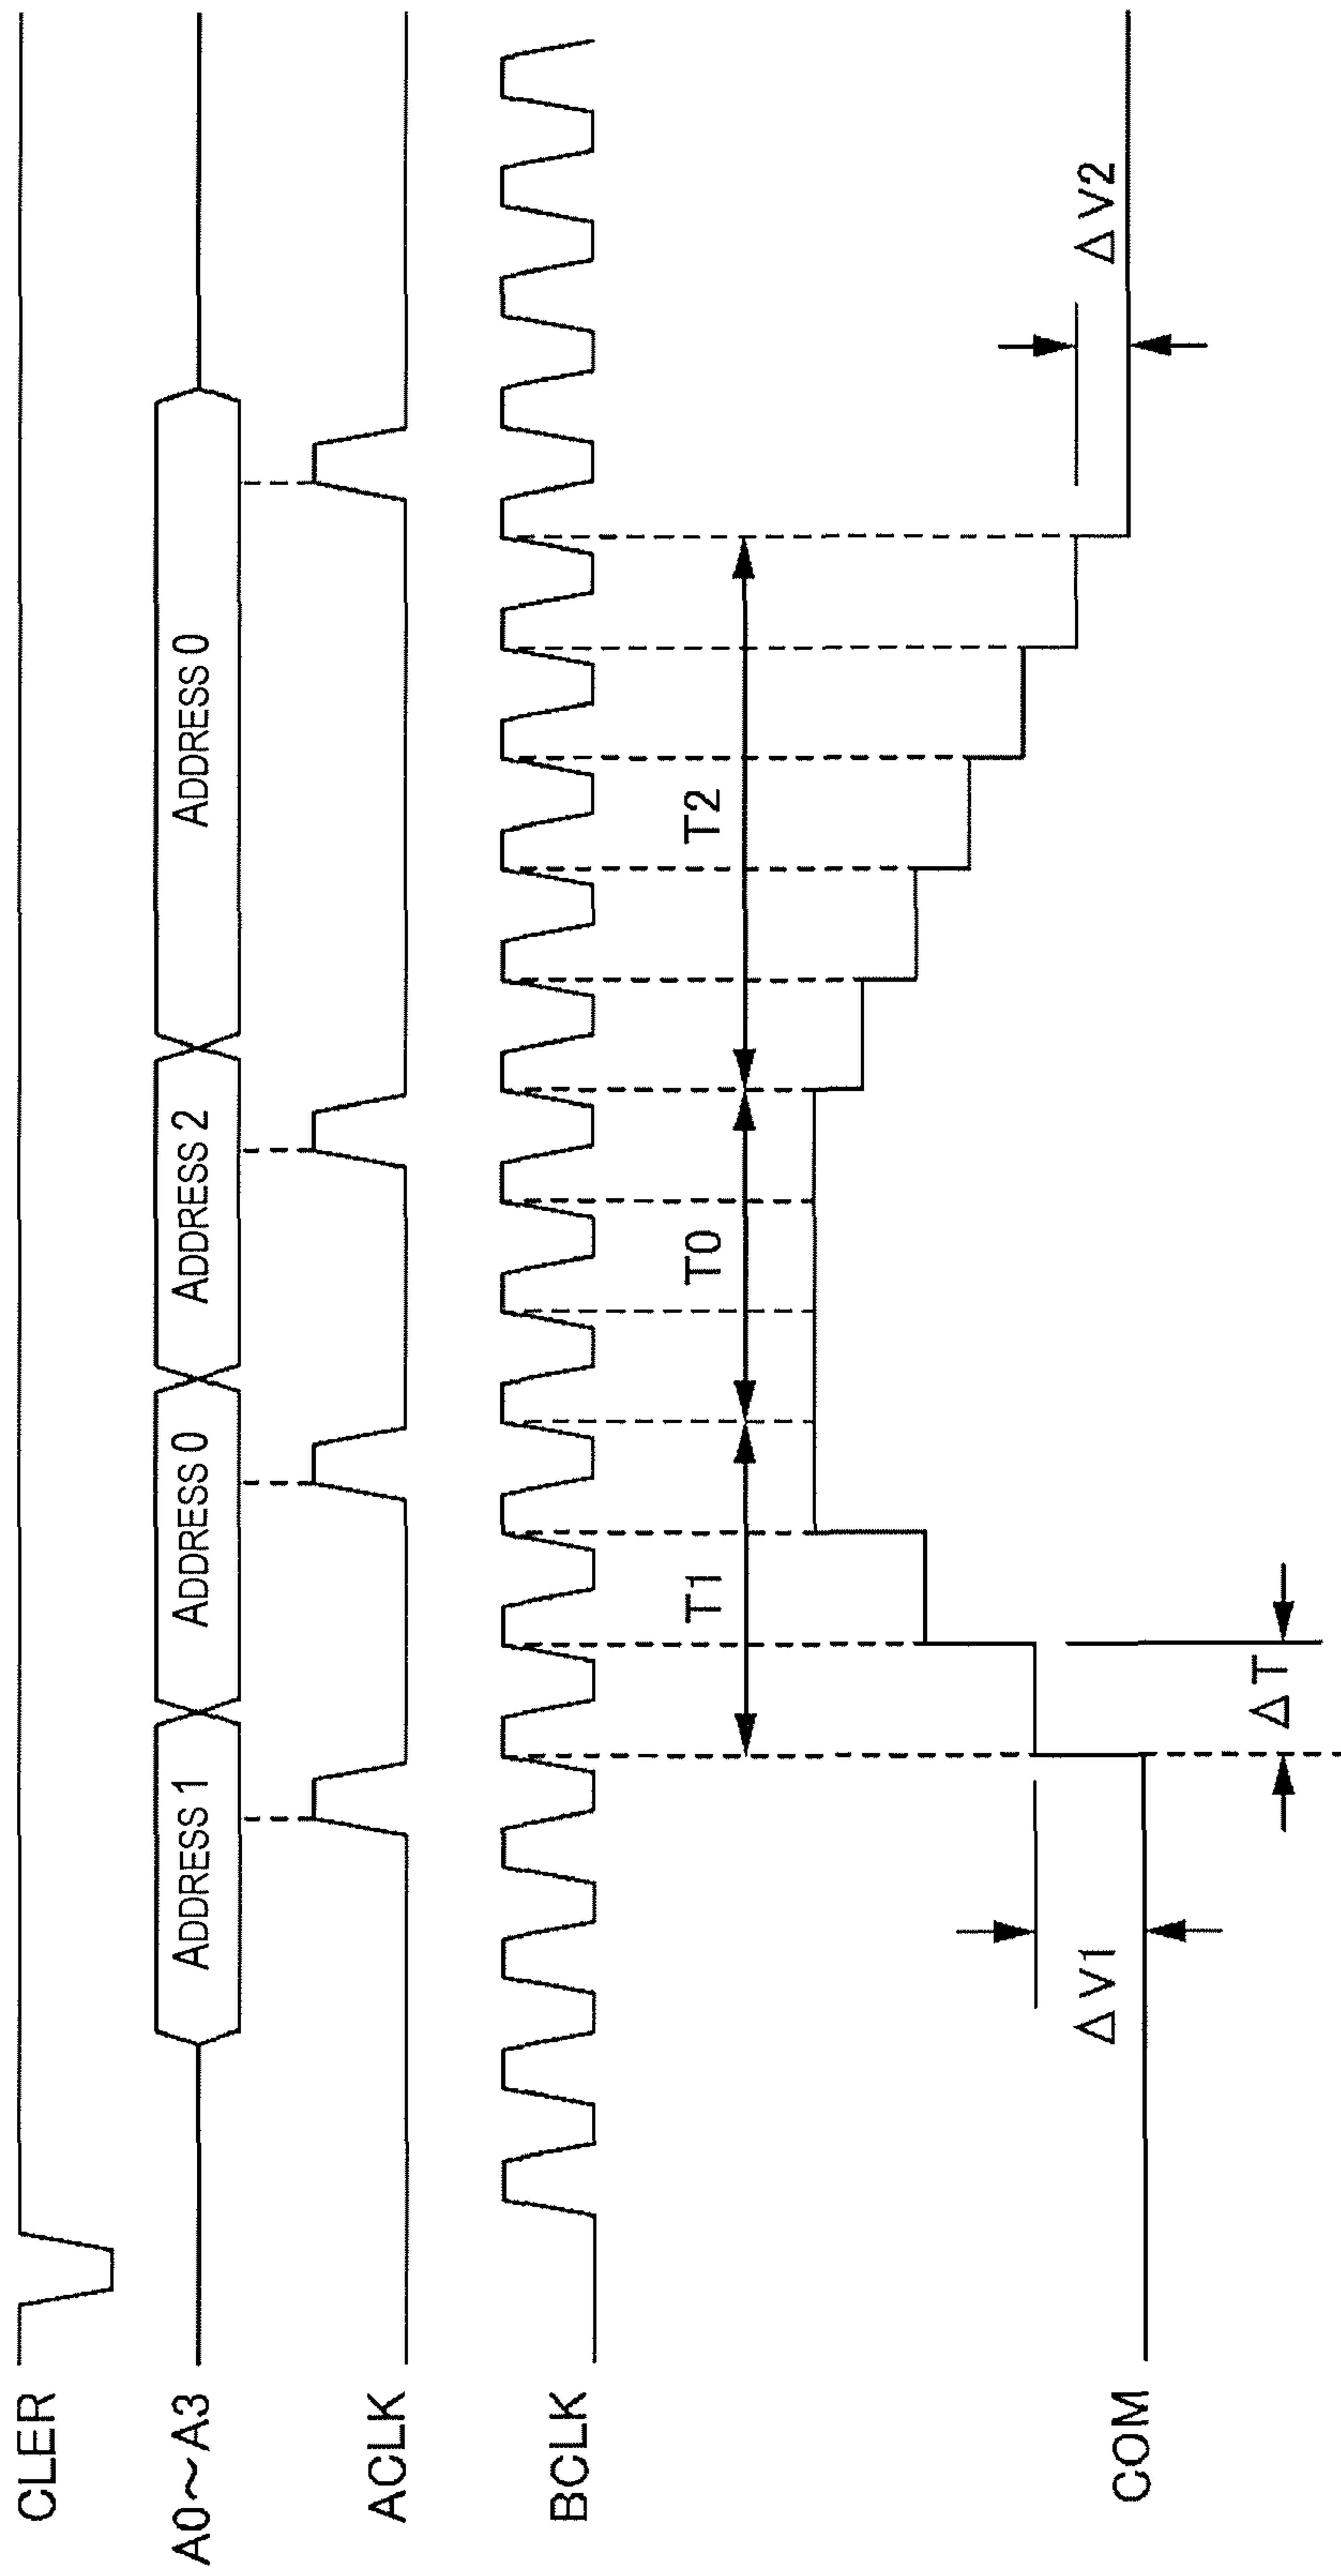 CLER
A0~A3
ADDRESS 1
ADDRESS 0
ADDRESS 2
ADDRESS 0
ACLK
BCLK
T1
T0
T2
COM
ΔV1
ΔT
ΔV2